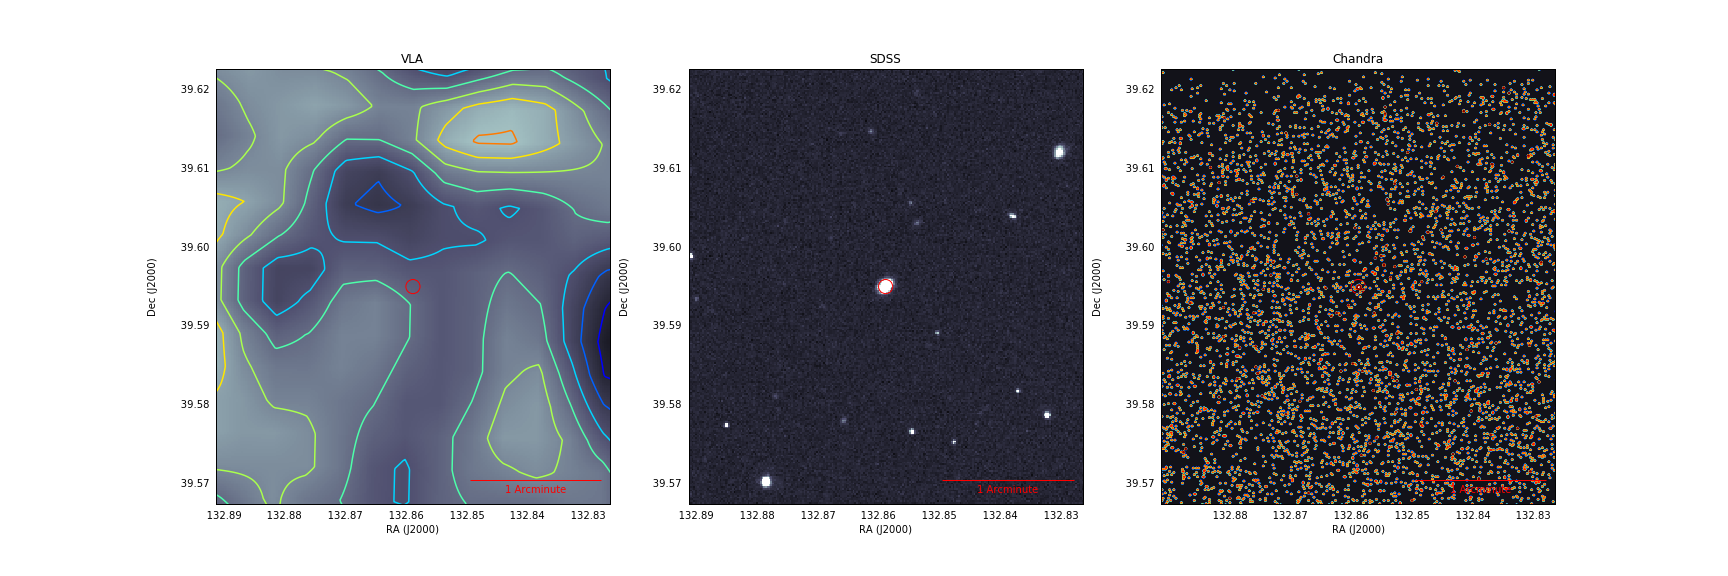 VLA
39.62
39.61
39.60
39.59
39.58
39.57
Dec (J2000)
132.89 132.88 132.87 132.86 132.85 132.84 132.83
RA (J2000)
1 Arcminute
SDSS
39.62
39.61
39.60
39.59
39.58
39.57
Dec (J2000)
132.89 132.88 132.87 132.86 132.85 132.84 132.83
RA (J2000)
1 Arcminute
Chandra
39.62
39.61
39.60
39.59
39.58
39.57
Dec (J2000)
132.88 132.87 132.86 132.85 132.84 132.83
RA (J2000)
1 Arcminute